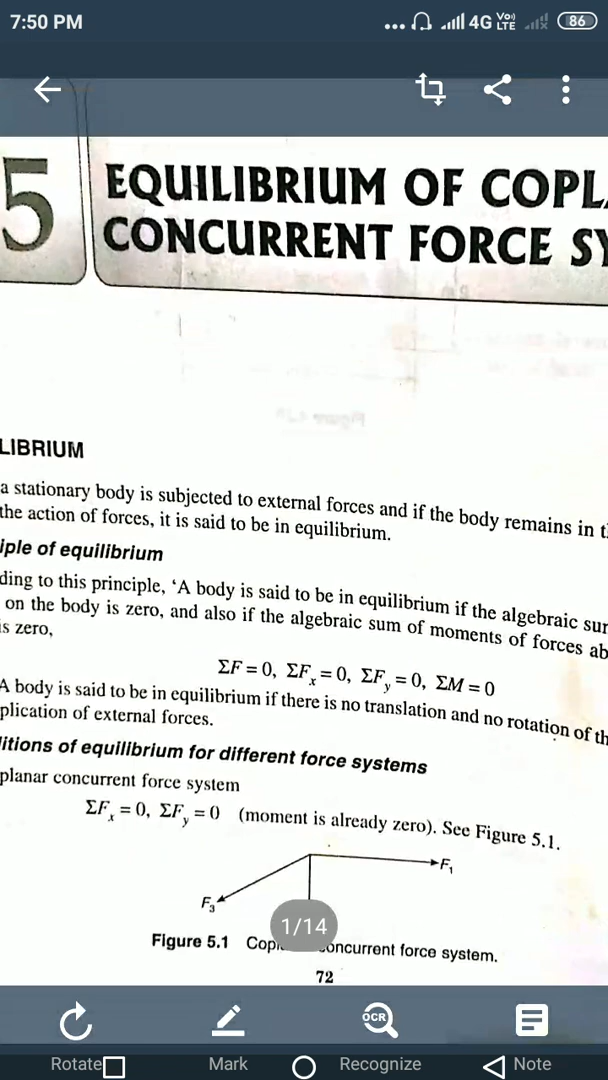 7:50 PM
... 4G Vo)) LTE 86
5
EQUILIBRIUM OF COPL
CONCURRENT FORCE SY
LIBRIUM
a stationary body is subjected to external forces and if the body remains in t
the action of forces, it is said to be in equilibrium.
iple of equilibrium
ding to this principle, ‘A body is said to be in equilibrium if the algebraic sur
on the body is zero, and also if the algebraic sum of moments of forces ab
is zero,
ΣF = 0, ΣFx = 0, ΣFy = 0, ΣM = 0
A body is said to be in equilibrium if there is no translation and no rotation of th
plication of external forces.
litions of equilibrium for different force systems
planar concurrent force system
ΣFx = 0, ΣFy = 0 (moment is already zero). See Figure 5.1.
F1
F3
1/14
Figure 5.1 Copl oncurrent force system.
72
OCR
Rotate Mark Recognize Note